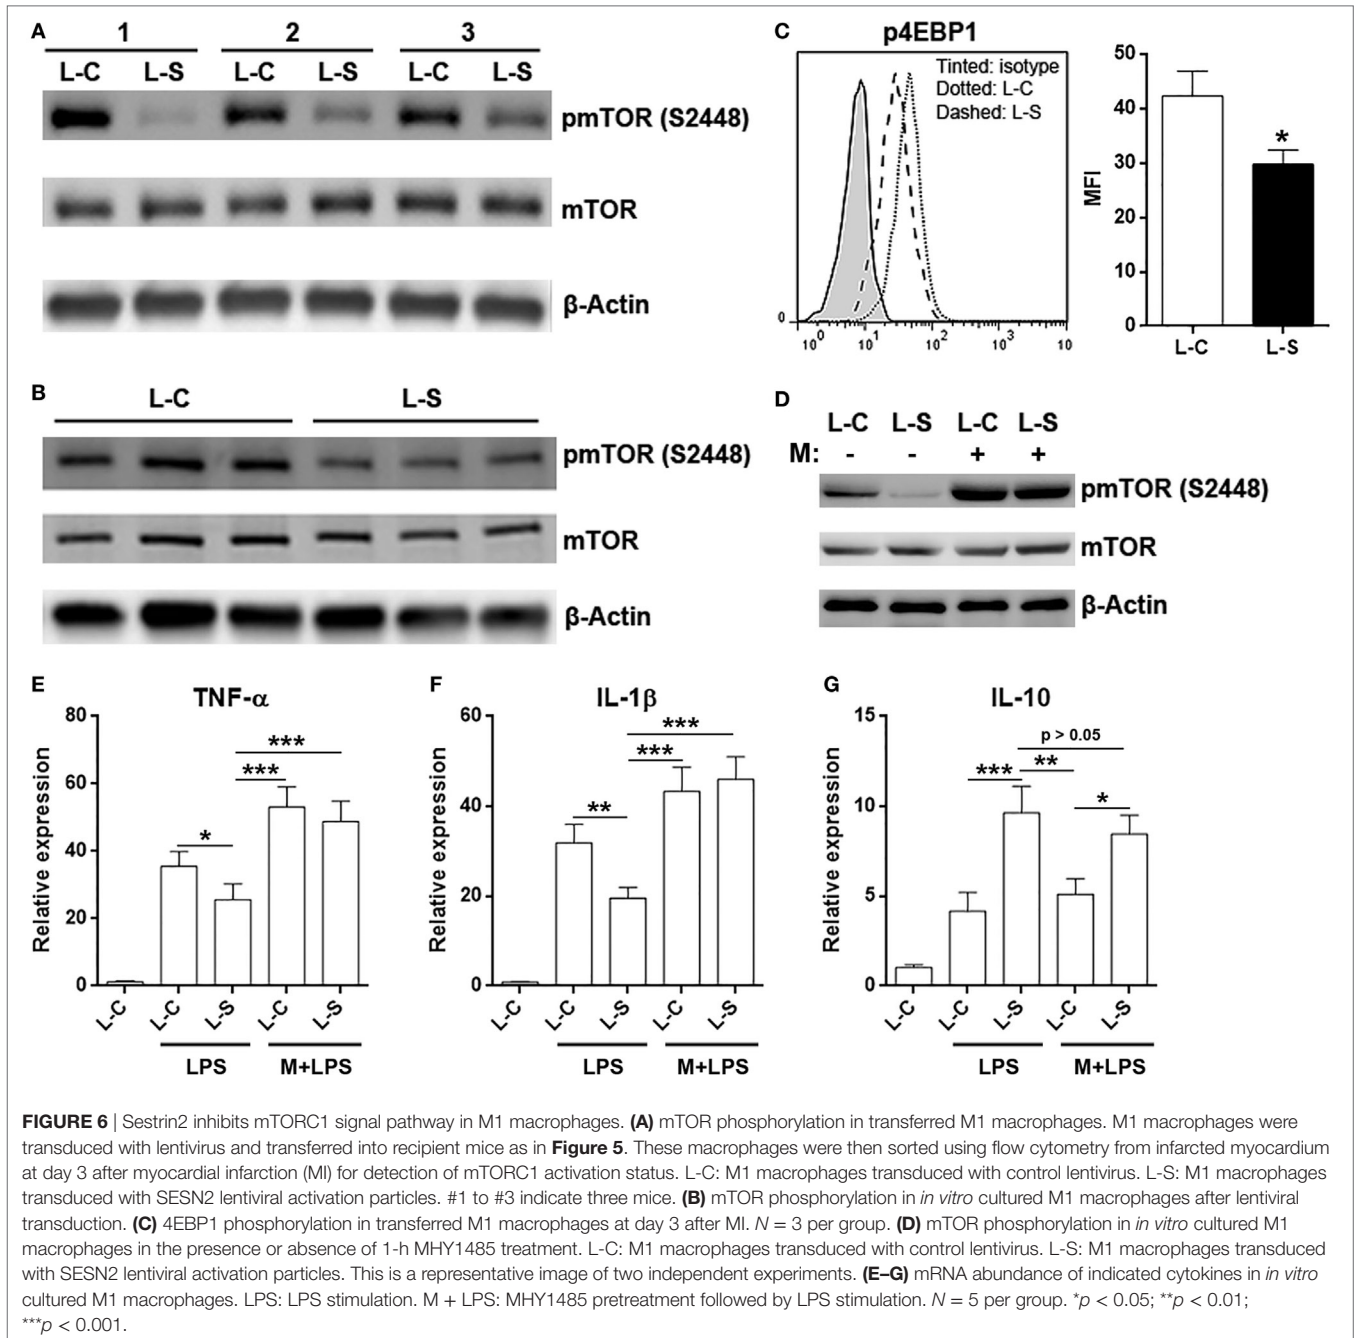 A
1 2 3
L-C L-S L-C L-S L-C L-S
pmTOR (S2448)
mTOR
β-Actin
B
L-C L-S
pmTOR (S2448)
mTOR
β-Actin
C
p4EBP1
Tinted: isotype
Dotted: L-C
Dashed: L-S
0
10^0 10^1 10^2 10^3 10
50
40
30
20
10
0
MFI
*
L-C L-S
D
L-C L-S L-C L-S
M: - - + +
pmTOR (S2448)
mTOR
β-Actin
E
TNF-α
Relative expression
80
60
40
20
0
***
***
*
L-C L-C L-S L-C L-S
LPS M+LPS
F
IL-1β
Relative expression
60
40
20
0
***
***
**
L-C L-C L-S L-C L-S
LPS M+LPS
G
IL-10
Relative expression
15
10
5
0
p > 0.05
*** **
*
L-C L-C L-S L-C L-S
LPS M+LPS
FIGURE 6 | Sestrin2 inhibits mTORC1 signal pathway in M1 macrophages. (A) mTOR phosphorylation in transferred M1 macrophages. M1 macrophages were
transduced with lentivirus and transferred into recipient mice as in Figure 5. These macrophages were then sorted using flow cytometry from infarcted myocardium
at day 3 after myocardial infarction (MI) for detection of mTORC1 activation status. L-C: M1 macrophages transduced with control lentivirus. L-S: M1 macrophages
transduced with SESN2 lentiviral activation particles. #1 to #3 indicate three mice. (B) mTOR phosphorylation in in vitro cultured M1 macrophages after lentiviral
transduction. (C) 4EBP1 phosphorylation in transferred M1 macrophages at day 3 after MI. N = 3 per group. (D) mTOR phosphorylation in in vitro cultured M1
macrophages in the presence or absence of 1-h MHY1485 treatment. L-C: M1 macrophages transduced with control lentivirus. L-S: M1 macrophages transduced
with SESN2 lentiviral activation particles. This is a representative image of two independent experiments. (E–G) mRNA abundance of indicated cytokines in in vitro
cultured M1 macrophages. LPS: LPS stimulation. M + LPS: MHY1485 pretreatment followed by LPS stimulation. N = 5 per group. *p < 0.05; **p < 0.01;
***p < 0.001.